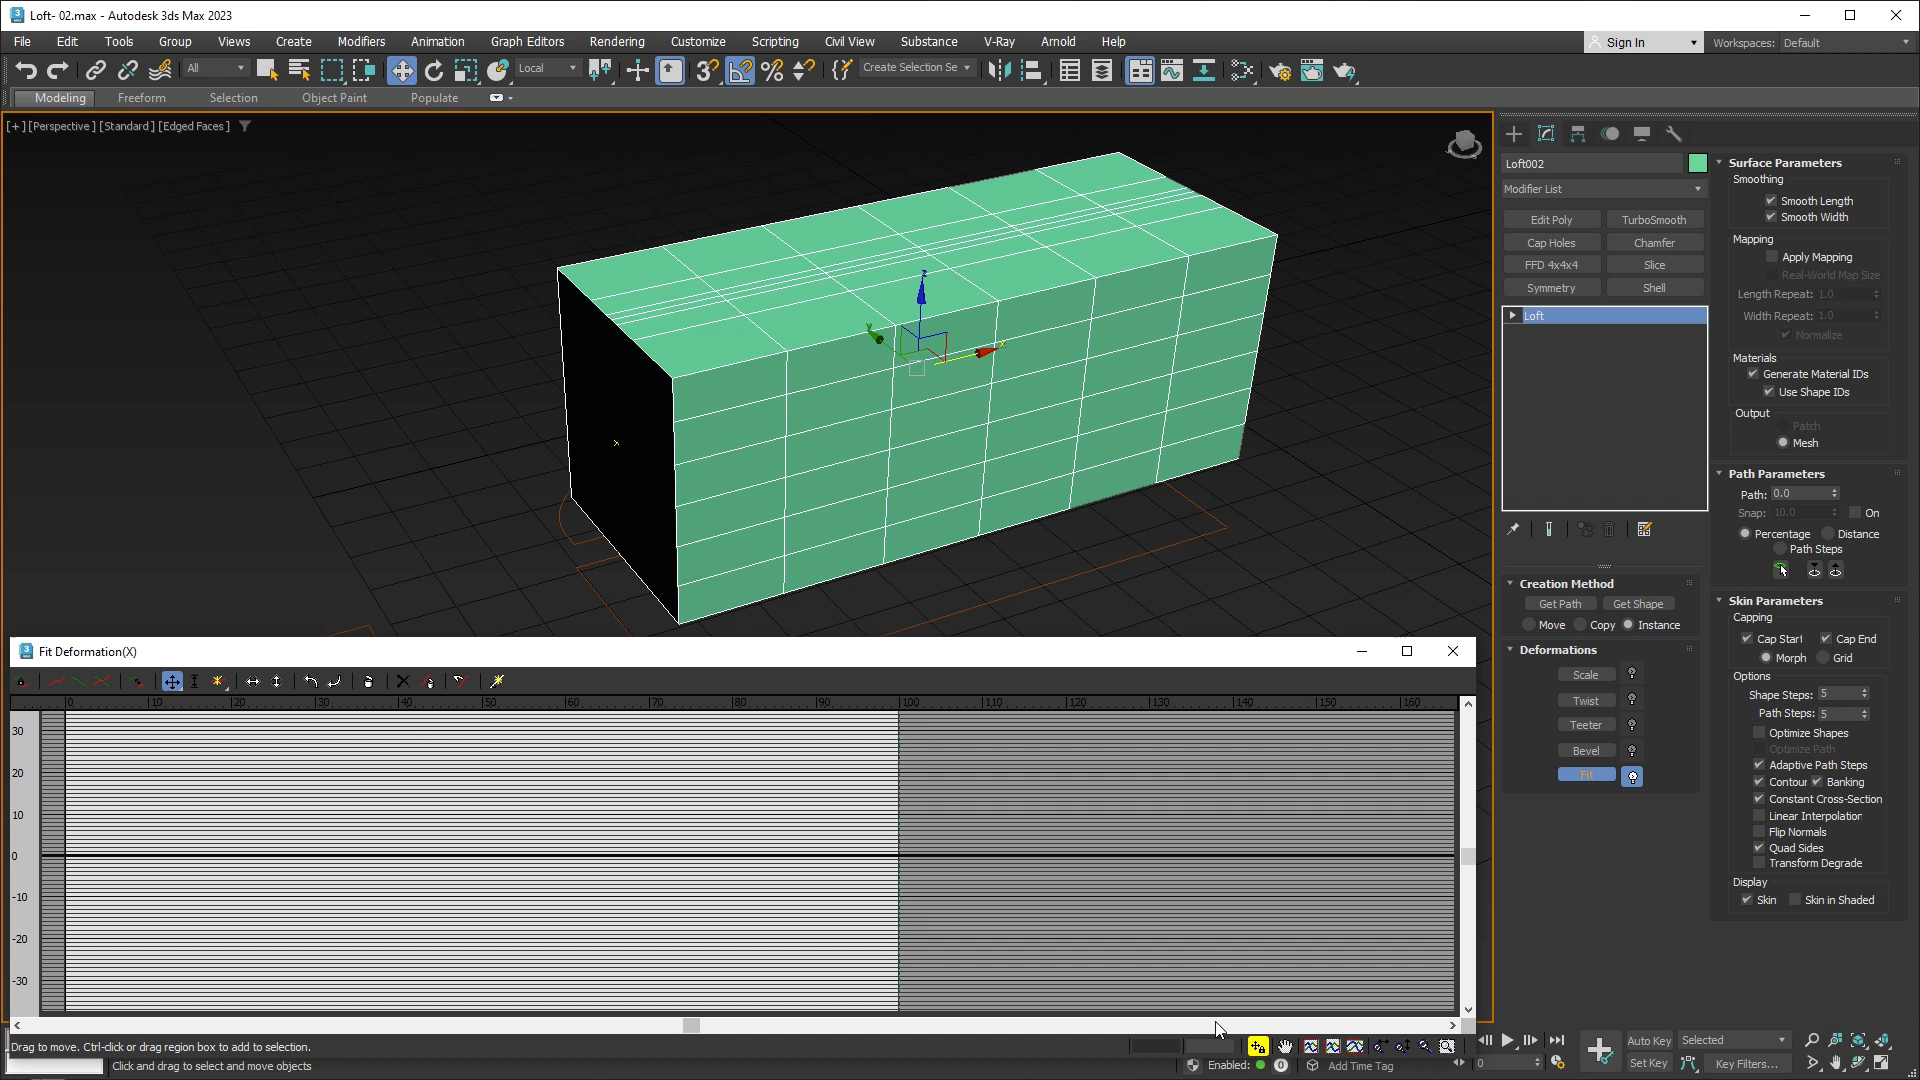 Loft- 02.max - Autodesk 3ds Max 2023
File Edit Tools Group Views Create Modifiers Animation Graph Editors Rendering Customize Scripting Civil View Substance V-Ray Arnold Help
Sign In Workspaces: Default
All Local Create Selection Se
Modeling Freeform Selection Object Paint Populate
[+] [Perspective] [Standard] [Edged Faces]
z
y
x
Loft002
Modifier List
Edit Poly TurboSmooth
Cap Holes Chamfer
FFD 4x4x4 Slice
Symmetry Shell
Loft
Creation Method
Get Path Get Shape
Move Copy Instance
Deformations
Scale
Twist
Teeter
Bevel
Fit
Surface Parameters
Smoothing
Smooth Length
Smooth Width
Mapping
Apply Mapping
Real-World Map Size
Length Repeat: 1.0
Width Repeat: 1.0
Normalize
Materials
Generate Material IDs
Use Shape IDs
Output
Patch
Mesh
Path Parameters
Path: 0.0
Snap: 10.0 On
Percentage Distance
Path Steps
Skin Parameters
Capping
Cap Start Cap End
Morph Grid
Options
Shape Steps: 5
Path Steps: 5
Optimize Shapes
Optimize Path
Adaptive Path Steps
Contour Banking
Constant Cross-Section
Linear Interpolation
Flip Normals
Quad Sides
Transform Degrade
Display
Skin Skin in Shaded
Fit Deformation(X)
0 10 20 30 40 50 60 70 80 90 100 110 120 130 140 150 160
30
20
10
0
-10
-20
-30
Drag to move. Ctrl-click or drag region box to add to selection.
Click and drag to select and move objects
Enabled: 0 Add Time Tag
0
Auto Key Selected
Set Key Key Filters...